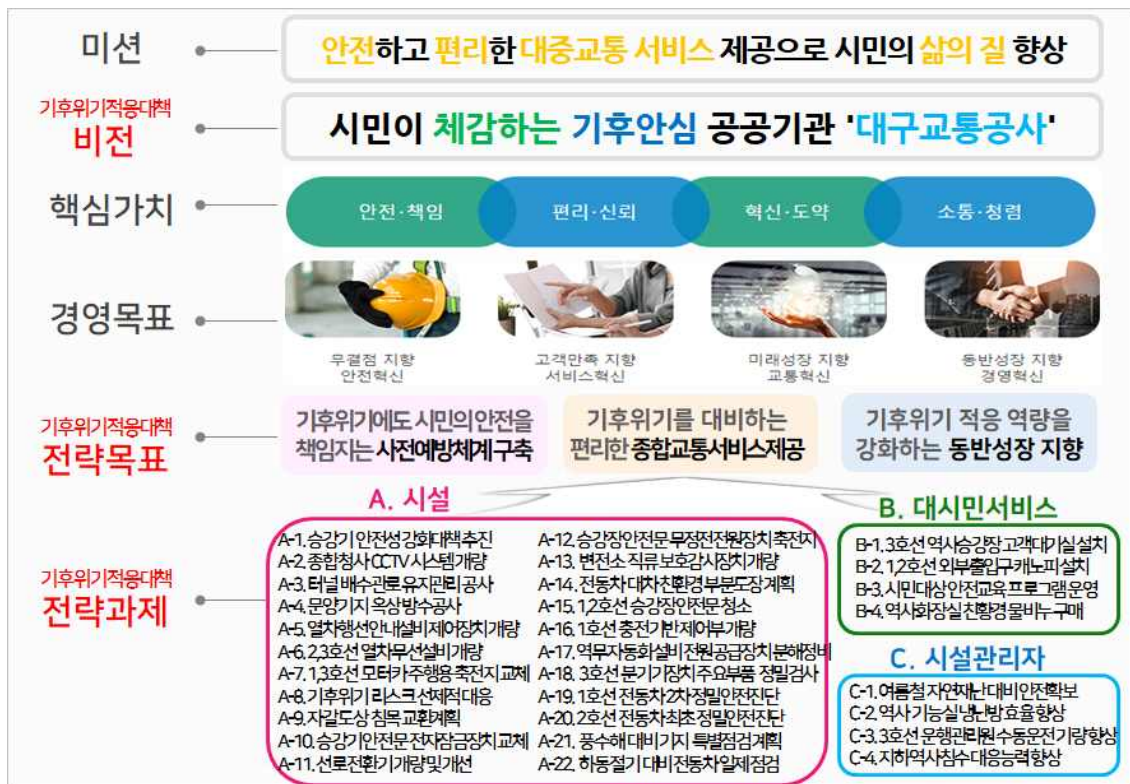 미션
안전하고 편리한 대중교통 서비스 제공으로 시민의 삶의 질 향상
기후위기적응대책
비전
시민이 체감하는 기후안심 공공기관 '대구교통공사'
핵심가치
안전·책임
편리·신뢰
혁신·도약
소통·청렴
경영목표
무결점 지향
안전혁신
고객만족 지향
서비스혁신
미래성장 지향
교통혁신
동반성장 지향
경영혁신
기후위기적응대책
전략목표
기후위기에도 시민의 안전을
책임지는 사전예방체계 구축
기후위기를 대비하는
편리한 종합교통서비스제공
기후위기 적응 역량을
강화하는 동반성장 지향
기후위기적응대책
전략과제
A. 시설
A-1. 승강기 안전성 강화대책 추진
A-2. 종합청사 CCTV 시스템 개량
A-3. 터널 배수관로 유지관리 공사
A-4. 문양기지 옥상 방수공사
A-5. 열차행선안내설비 제어장치 개량
A-6. 2,3호선 열차무선설비 개량
A-7. 1,3호선 모터카 주행용 축전지 교체
A-8. 기후위기 리스크 선제적 대응
A-9. 자갈도상 침목 교환계획
A-10. 승강기안전문 전자잠금장치 교체
A-11. 선로전환기 개량 및 개선
A-12. 승강장안전문 무정전전원장치 축전지
A-13. 변전소 직류 보호감시장치 개량
A-14. 전동차 대차 친환경 부분도장 계획
A-15. 1,2호선 승강장안전문 청소
A-16. 1호선 충전기반 제어부 개량
A-17. 역무자동화설비 전원공급장치 분해정비
A-18. 3호선 분기기장치 주요부품 정밀검사
A-19. 1호선 전동차 2차 정밀안전진단
A-20. 2호선 전동차 최초 정밀안전진단
A-21. 풍수해 대비 기지 특별점검 계획
A-22. 하동절기 대비 전동차 일제 점검
B. 대시민서비스
B-1. 3호선 역사승강장 고객대기실 설치
B-2. 1,2호선 외부출입구 캐노피 설치
B-3. 시민대상 안전교육 프로그램 운영
B-4. 역사화장실 친환경 물비누 구매
C. 시설관리자
C-1. 여름철 자연재난 대비 안전확보
C-2. 역사 기능실 냉난방 효율 향상
C-3. 3호선 운행관리원 수동운전 기량 향상
C-4. 지하역사 침수 대응능력 향상